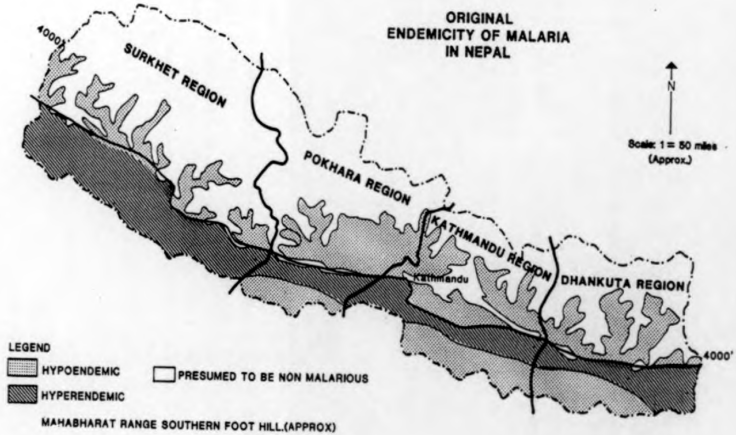 ORIGINAL
ENDEMICITY OF MALARIA
IN NEPAL
N
Scale: 1 = 50 miles
(Approx.)
4000'
SURKHET REGION
POKHARA REGION
KATHMANDU REGION
DHANKUTA REGION
Kathmandu
4000'
LEGEND
HYPOENDEMIC
PRESUMED TO BE NON MALARIOUS
HYPERENDEMIC
MAHABHARAT RANGE SOUTHERN FOOT HILL.(APPROX)